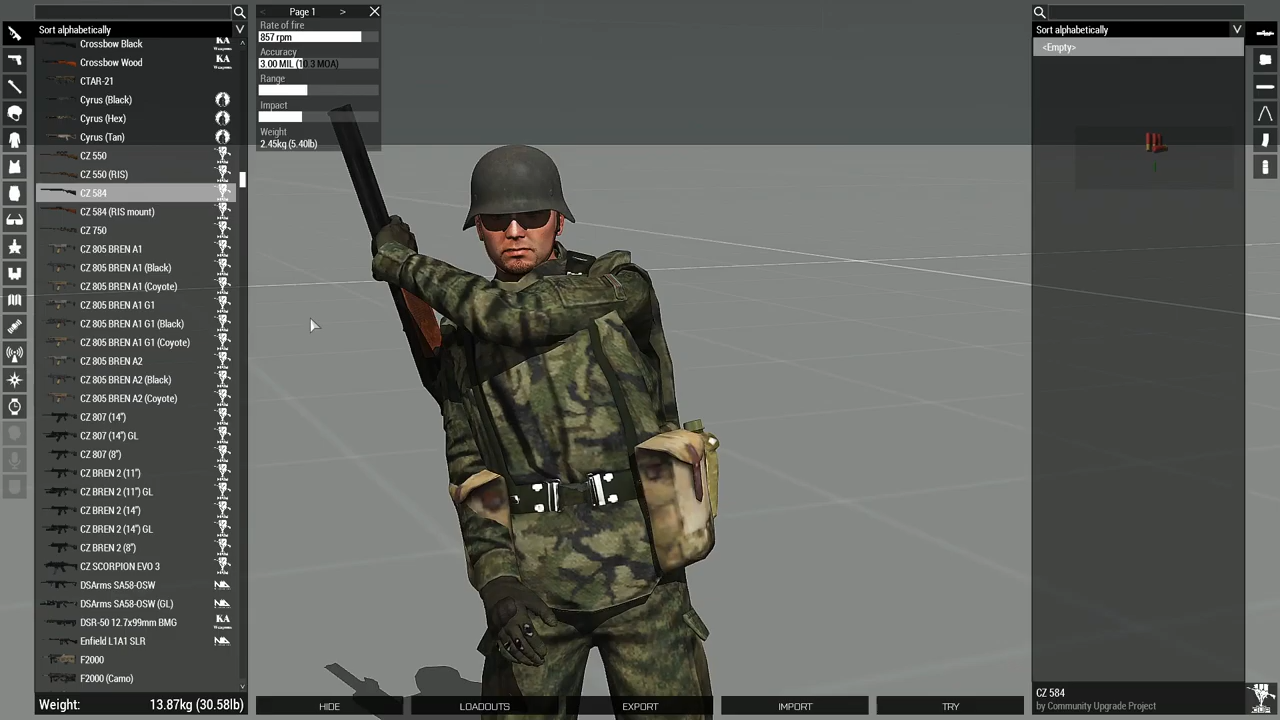 Sort alphabetically
Crossbow Black
Crossbow Wood
CTAR-21
Cyrus (Black)
Cyrus (Hex)
Cyrus (Tan)
CZ 550
CZ 550 (RIS)
CZ 584
CZ 584 (RIS mount)
CZ 750
CZ 805 BREN A1
CZ 805 BREN A1 (Black)
CZ 805 BREN A1 (Coyote)
CZ 805 BREN A1 G1
CZ 805 BREN A1 G1 (Black)
CZ 805 BREN A1 G1 (Coyote)
CZ 805 BREN A2
CZ 805 BREN A2 (Black)
CZ 805 BREN A2 (Coyote)
CZ 807 (14")
CZ 807 (14") GL
CZ 807 (8")
CZ BREN 2 (11")
CZ BREN 2 (11") GL
CZ BREN 2 (14")
CZ BREN 2 (14") GL
CZ BREN 2 (8")
CZ SCORPION EVO 3
DSArms SA58-OSW
DSArms SA58-OSW (GL)
DSR-50 12.7x99mm BMG
Enfield L1A1 SLR
F2000
F2000 (Camo)
Weight: 13.87kg (30.58lb)
< Page 1 >
Rate of fire
857 rpm
Accuracy
3.00 MIL (10.3 MOA)
Range
Impact
Weight
2.45kg (5.40lb)
HIDE
LOADOUTS
EXPORT
IMPORT
TRY
Sort alphabetically
<Empty>
CZ 584
by Community Upgrade Project